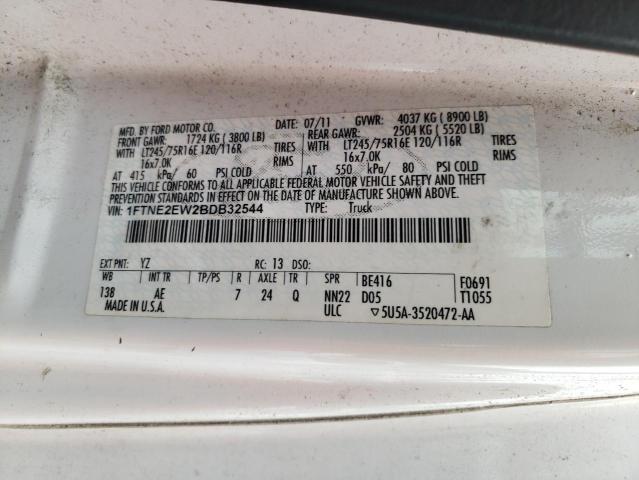 MFD. BY FORD MOTOR CO. DATE: 07/11 GVWR: 4037 KG ( 8900 LB)
FRONT GAWR: 1724 KG ( 3800 LB) REAR GAWR: 2504 KG ( 5520 LB)
WITH LT245/75R16E 120/116R TIRES WITH LT245/75R16E 120/116R TIRES
16x7.0K RIMS 16x7.0K RIMS
AT 415 kPa/ 60 PSI COLD AT 550 kPa/ 80 PSI COLD
THIS VEHICLE CONFORMS TO ALL APPLICABLE FEDERAL MOTOR VEHICLE SAFETY AND THEFT
PREVENTION STANDARDS IN EFFECT ON THE DATE OF MANUFACTURE SHOWN ABOVE.
VIN: 1FTNE2EW2BDB32544 TYPE: Truck
EXT PNT: YZ RC: 13 DSO:
WB INT TR TP/PS R AXLE TR SPR BE416 F0691
138 AE 7 24 Q NN22 D05 T1055
MADE IN U.S.A. ULC ▽5U5A-3520472-AA